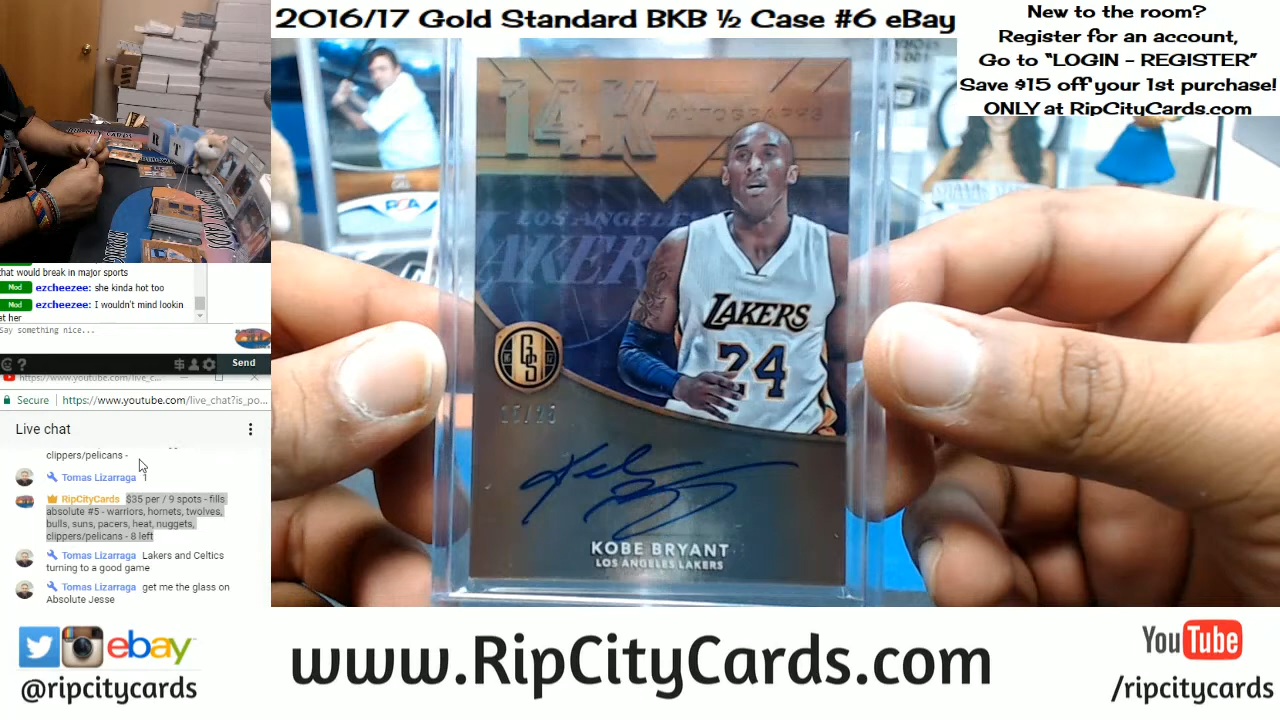 2016/17 Gold Standard BKB ½ Case #6 eBay
New to the room?
Register for an account,
Go to "LOGIN - REGISTER"
Save $15 off your 1st purchase!
ONLY at RipCityCards.com
14K AUTOGRAPHS
LOS ANGELES
LAKERS
LAKERS
24
GS
KOBE BRYANT
LOS ANGELES LAKERS
that would break in major sports
Mod ezcheezee: she kinda hot too
Mod ezcheezee: I wouldn't mind lookin
at her
Say something nice...
Send
https://www.youtube.com/live_c...
Secure https://www.youtube.com/live_chat?is_po...
Live chat
clippers/pelicans -
Tomas Lizarraga 1
RipCityCards $35 per / 9 spots - fills
absolute #5 - warriors, hornets, twolves,
bulls, suns, pacers, heat, nuggets,
clippers/pelicans - 8 left
Tomas Lizarraga Lakers and Celtics
turning to a good game
Tomas Lizarraga get me the glass on
Absolute Jesse
ebay
@ripcitycards
www.RipCityCards.com
YouTube
/ripcitycards